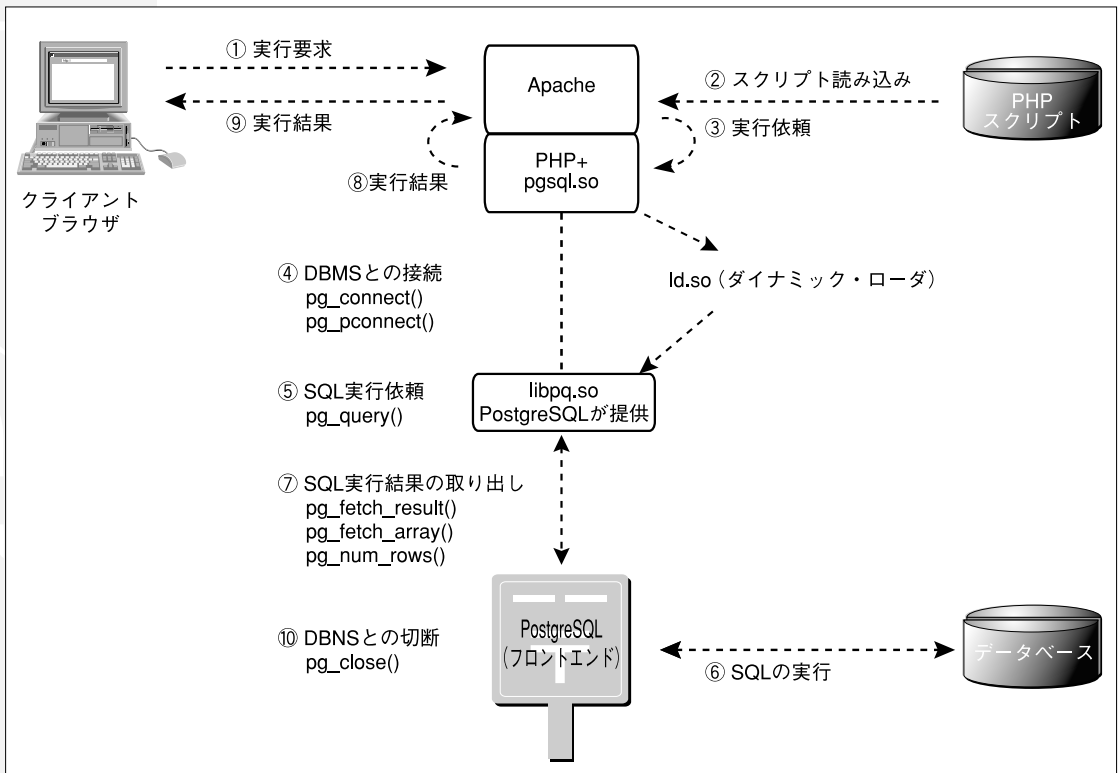 ① 実行要求
⑨ 実行結果
クライアント
ブラウザ
Apache
PHP+
pgsql.so
② スクリプト読み込み
③ 実行依頼
PHP
スクリプト
⑧実行結果
④ DBMSとの接続
pg_connect()
pg_pconnect()
ld.so（ダイナミック・ローダ）
⑤ SQL実行依頼
pg_query()
libpq.so
PostgreSQLが提供
⑦ SQL実行結果の取り出し
pg_fetch_result()
pg_fetch_array()
pg_num_rows()
⑩ DBNSとの切断
pg_close()
PostgreSQL
(フロントエンド)
⑥ SQLの実行
データベース